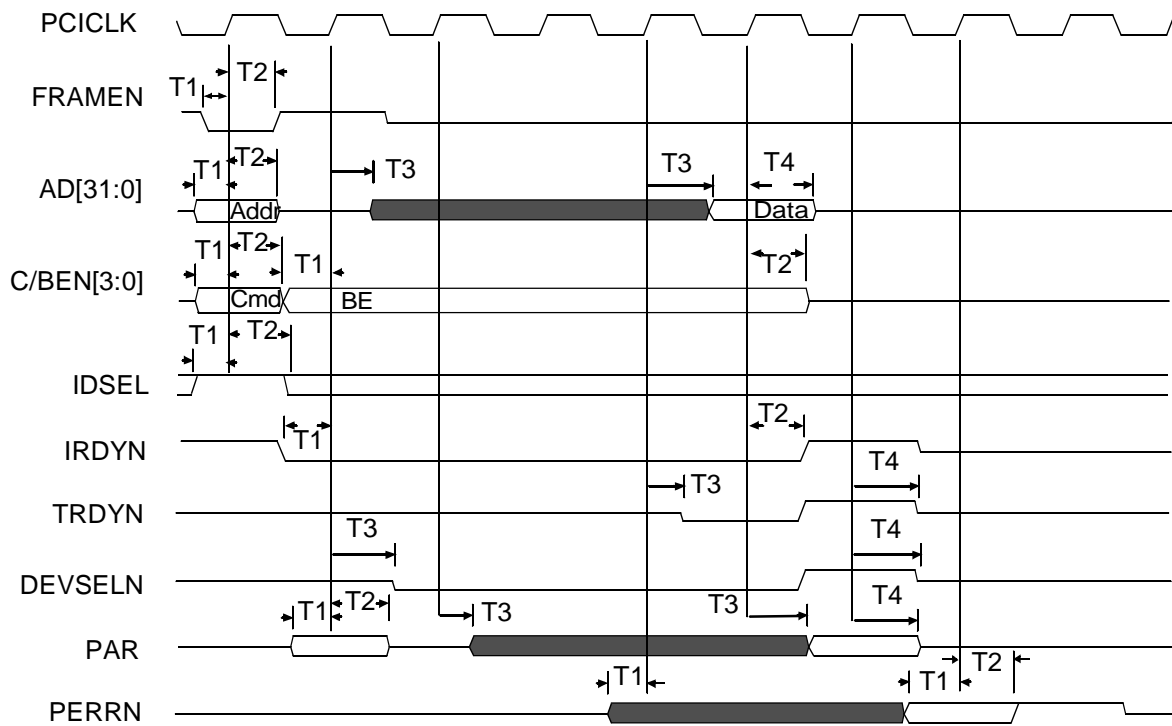 PCICLK
T2
T1
FRAMEN
T2
T1
T3
T3
T4
AD[31:0]
Addr
Data
T1
T2
T1
T2
C/BEN[3:0]
Cmd
BE
T1
T2
IDSEL
T2
T1
IRDYN
T4
T3
TRDYN
T3
T4
DEVSELN
T1
T2
T3
T3
T4
PAR
T2
T1
T1
PERRN